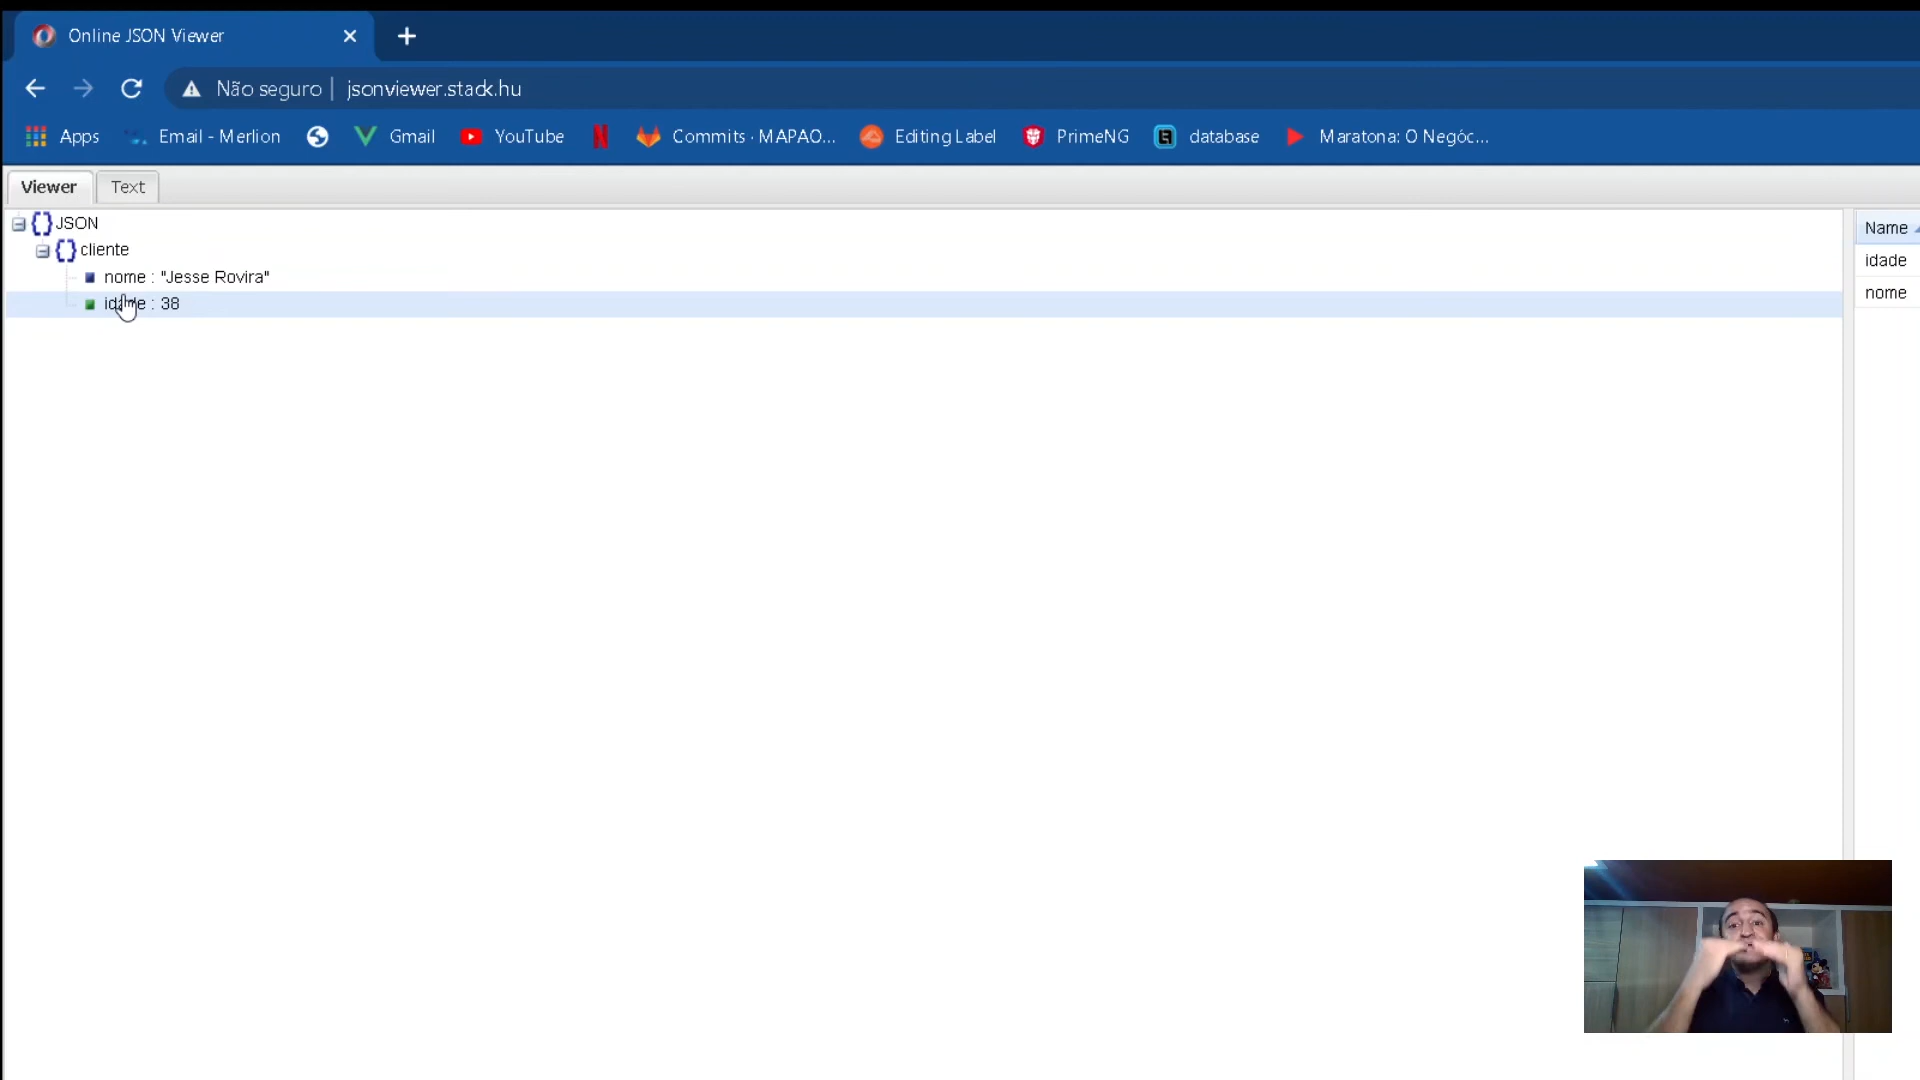 Online JSON Viewer
Não seguro | jsonviewer.stack.hu
Apps Email - Merlion Gmail YouTube Commits · MAPAO... Editing Label PrimeNG database Maratona: O Negóc...
Viewer Text
JSON
cliente
nome : "Jesse Rovira"
idade : 38
Name
idade
nome